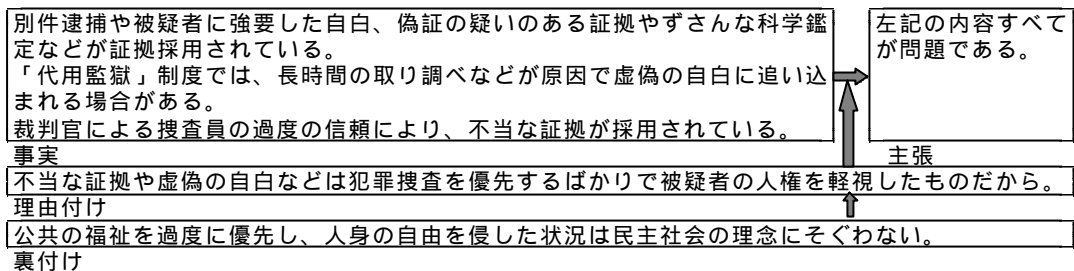 別件逮捕や被疑者に強要した自白、偽証の疑いのある証拠やずさんな科学鑑
定などが証拠採用されている。
「代用監獄」制度では、長時間の取り調べなどが原因で虚偽の自白に追い込
まれる場合がある。
裁判官による捜査員の過度の信頼により、不当な証拠が採用されている。
事実
左記の内容すべて
が問題である。
主張
不当な証拠や虚偽の自白などは犯罪捜査を優先するばかりで被疑者の人権を軽視したものだから。
理由付け
公共の福祉を過度に優先し、人身の自由を侵した状況は民主社会の理念にそぐわない。
裏付け